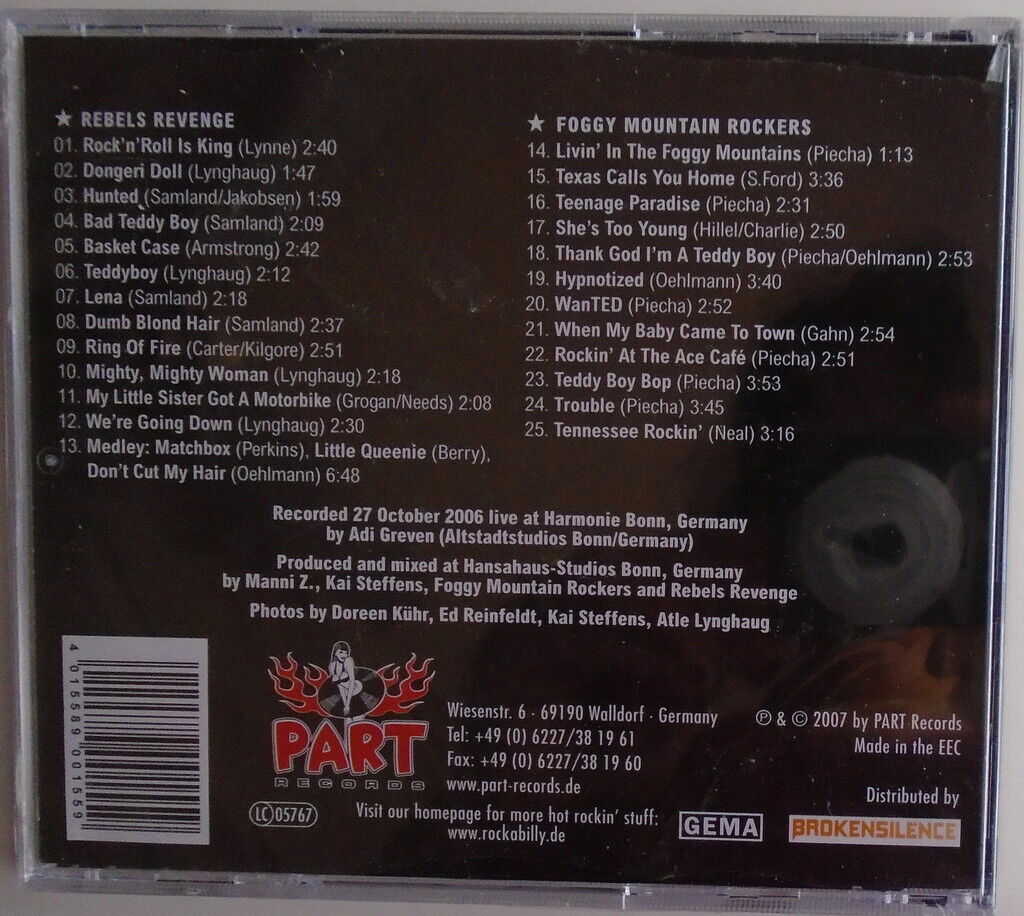 ★ REBELS REVENGE
01. Rock'n'Roll Is King (Lynne) 2:40
02. Dongeri Doll (Lynghaug) 1:47
03. Hunted (Samland/Jakobsen) 1:59
04. Bad Teddy Boy (Samland) 2:09
05. Basket Case (Armstrong) 2:42
06. Teddyboy (Lynghaug) 2:12
07. Lena (Samland) 2:18
08. Dumb Blond Hair (Samland) 2:37
09. Ring Of Fire (Carter/Kilgore) 2:51
10. Mighty, Mighty Woman (Lynghaug) 2:18
11. My Little Sister Got A Motorbike (Grogan/Needs) 2:08
12. We're Going Down (Lynghaug) 2:30
13. Medley: Matchbox (Perkins), Little Queenie (Berry),
Don't Cut My Hair (Oehlmann) 6:48
★ FOGGY MOUNTAIN ROCKERS
14. Livin' In The Foggy Mountains (Piecha) 1:13
15. Texas Calls You Home (S.Ford) 3:36
16. Teenage Paradise (Piecha) 2:31
17. She's Too Young (Hillel/Charlie) 2:50
18. Thank God I'm A Teddy Boy (Piecha/Oehlmann) 2:53
19. Hypnotized (Oehlmann) 3:40
20. WanTED (Piecha) 2:52
21. When My Baby Came To Town (Gahn) 2:54
22. Rockin' At The Ace Café (Piecha) 2:51
23. Teddy Boy Bop (Piecha) 3:53
24. Trouble (Piecha) 3:45
25. Tennessee Rockin' (Neal) 3:16
Recorded 27 October 2006 live at Harmonie Bonn, Germany
by Adi Greven (Altstadtstudios Bonn/Germany)
Produced and mixed at Hansahaus-Studios Bonn, Germany
by Manni Z., Kai Steffens, Foggy Mountain Rockers and Rebels Revenge
Photos by Doreen Kühr, Ed Reinfeldt, Kai Steffens, Atle Lynghaug
4 015589 001559
PART
RECORDS
Wiesenstr. 6 · 69190 Walldorf · Germany
Tel: +49 (0) 6227/38 19 61
Fax: +49 (0) 6227/38 19 60
www.part-records.de
℗ & © 2007 by PART Records
Made in the EEC
LC 05767
Visit our homepage for more hot rockin' stuff:
www.rockabilly.de
GEMA
Distributed by
BROKENSILENCE